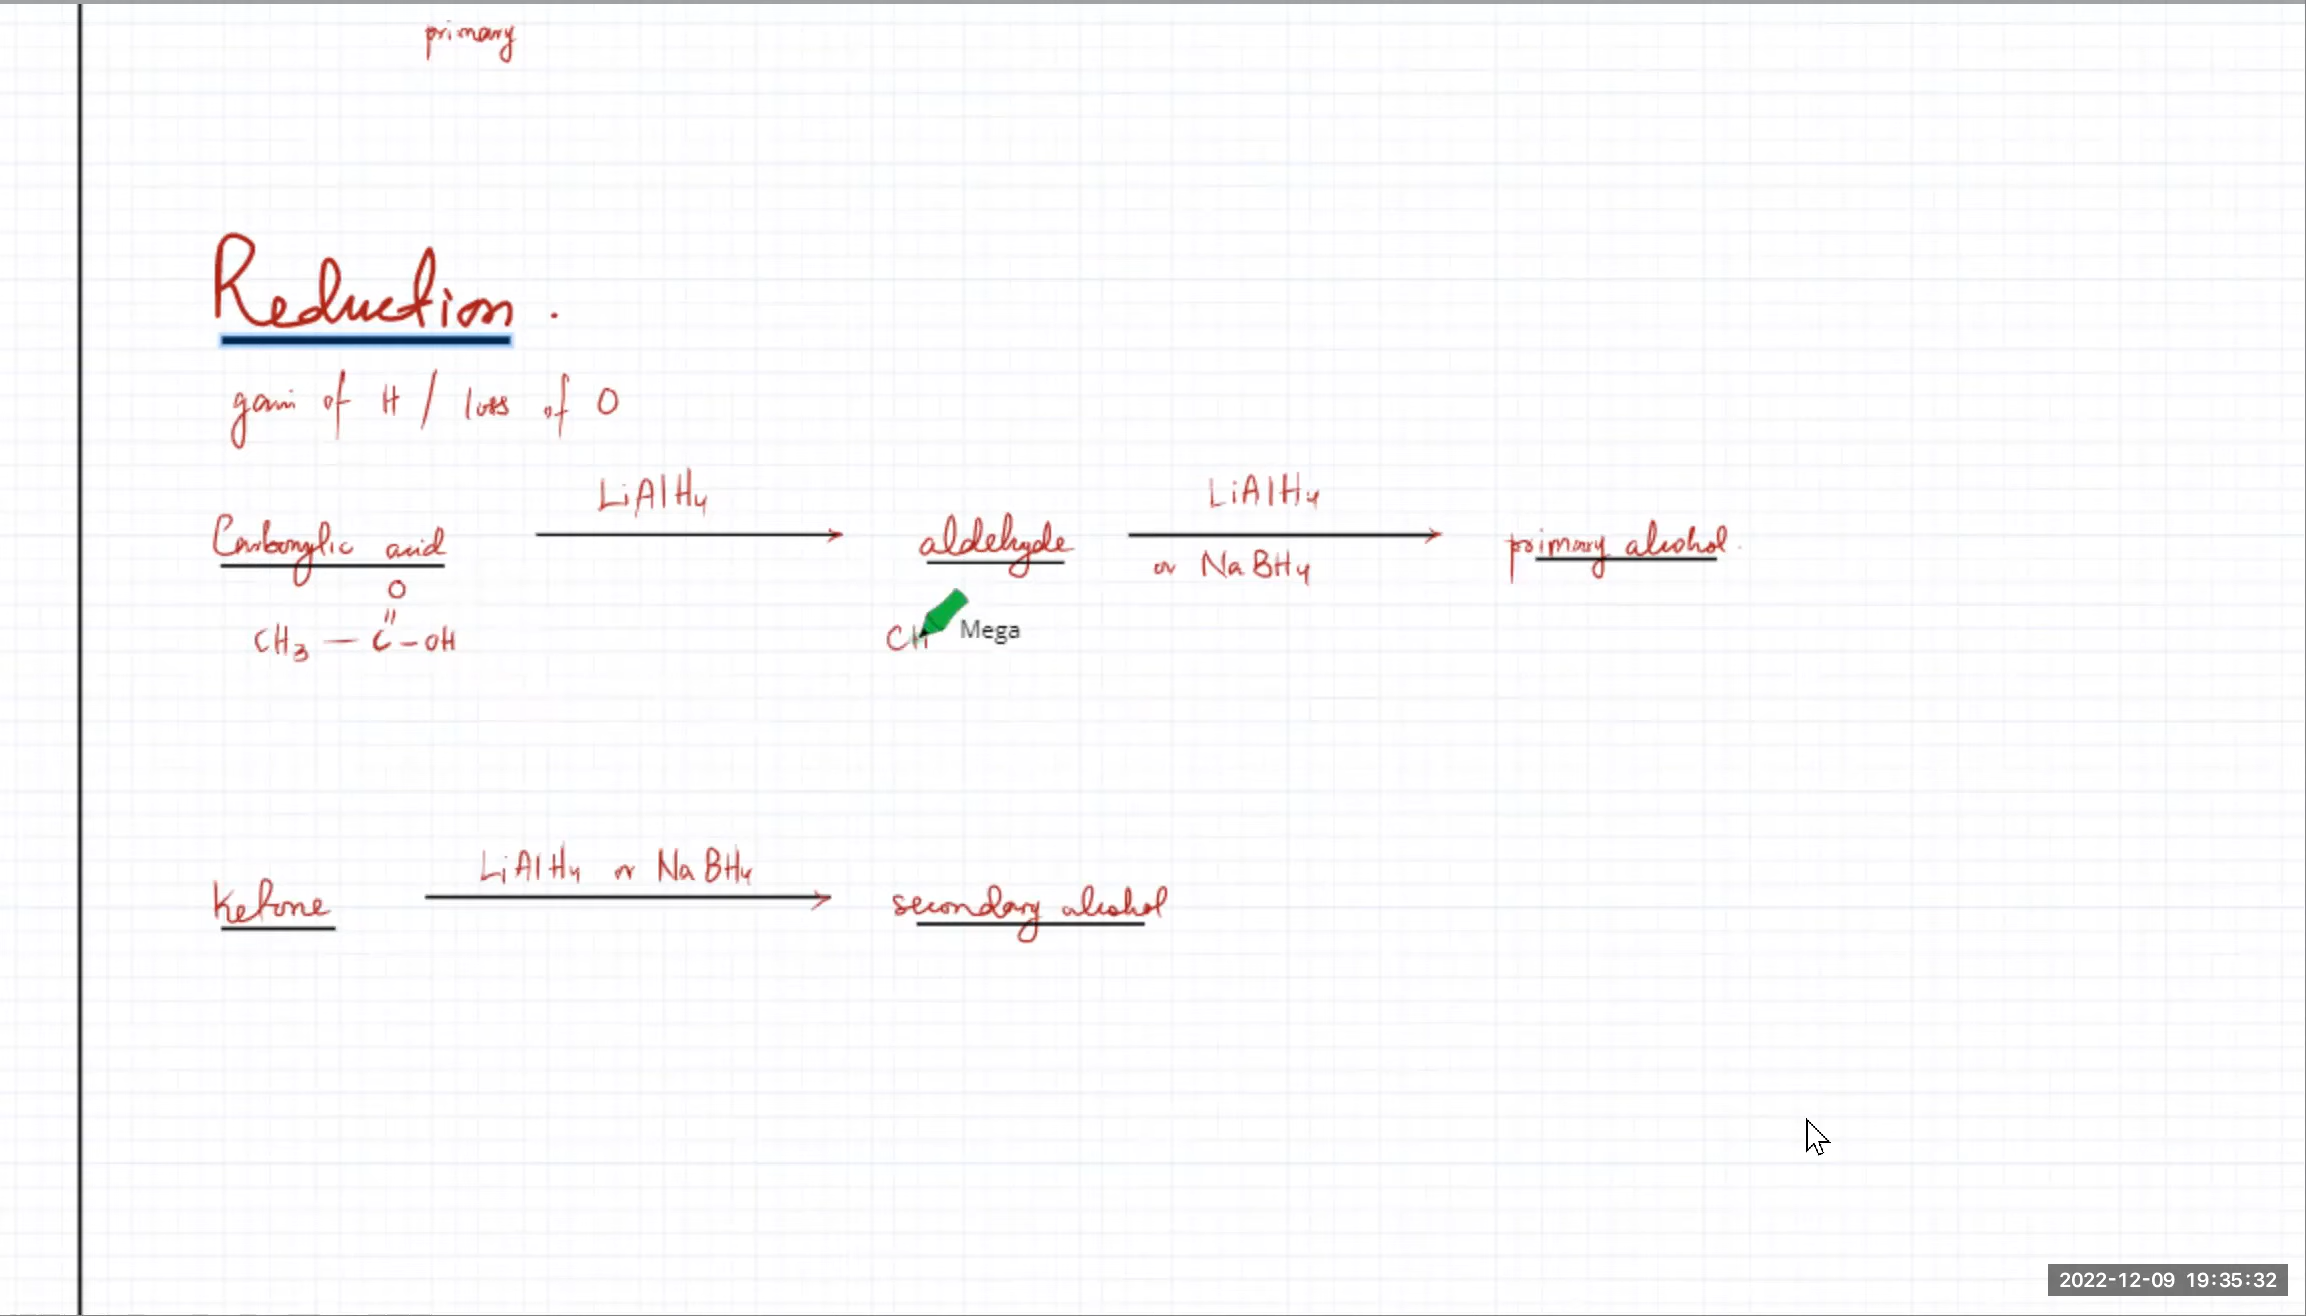 primary
Reduction.
gain of H / loss of O
LiAlH4
LiAlH4
Carboxylic acid
aldehyde
primary alcohol.
or NaBH4
O
CH3 — C – OH
CH
Mega
LiAlH4 or NaBH4
Ketone
secondary alcohol
2022-12-09 19:35:32